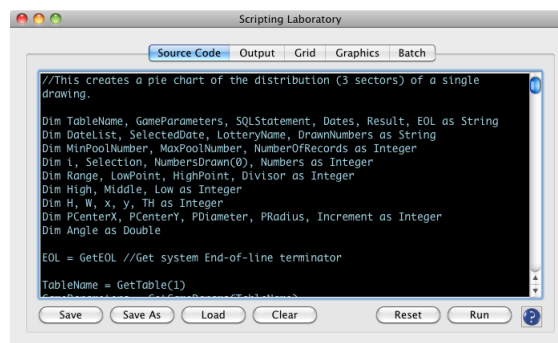 Scripting Laboratory
Source Code Output Grid Graphics Batch
//This creates a pie chart of the distribution (3 sectors) of a single
drawing.
Dim TableName, GameParameters, SQLStatement, Dates, Result, EOL as String
Dim DateList, SelectedDate, LotteryName, DrawnNumbers as String
Dim MinPoolNumber, MaxPoolNumber, NumberOfRecords as Integer
Dim i, Selection, NumbersDrawn(0), Numbers as Integer
Dim Range, LowPoint, HighPoint, Divisor as Integer
Dim High, Middle, Low as Integer
Dim H, W, x, y, TH as Integer
Dim PCenterX, PCenterY, PDiameter, PRadius, Increment as Integer
Dim Angle as Double
EOL = GetEOL //Get system End-of-line terminator
TableName = GetTable(1)
Save Save As Load Clear Reset Run ?